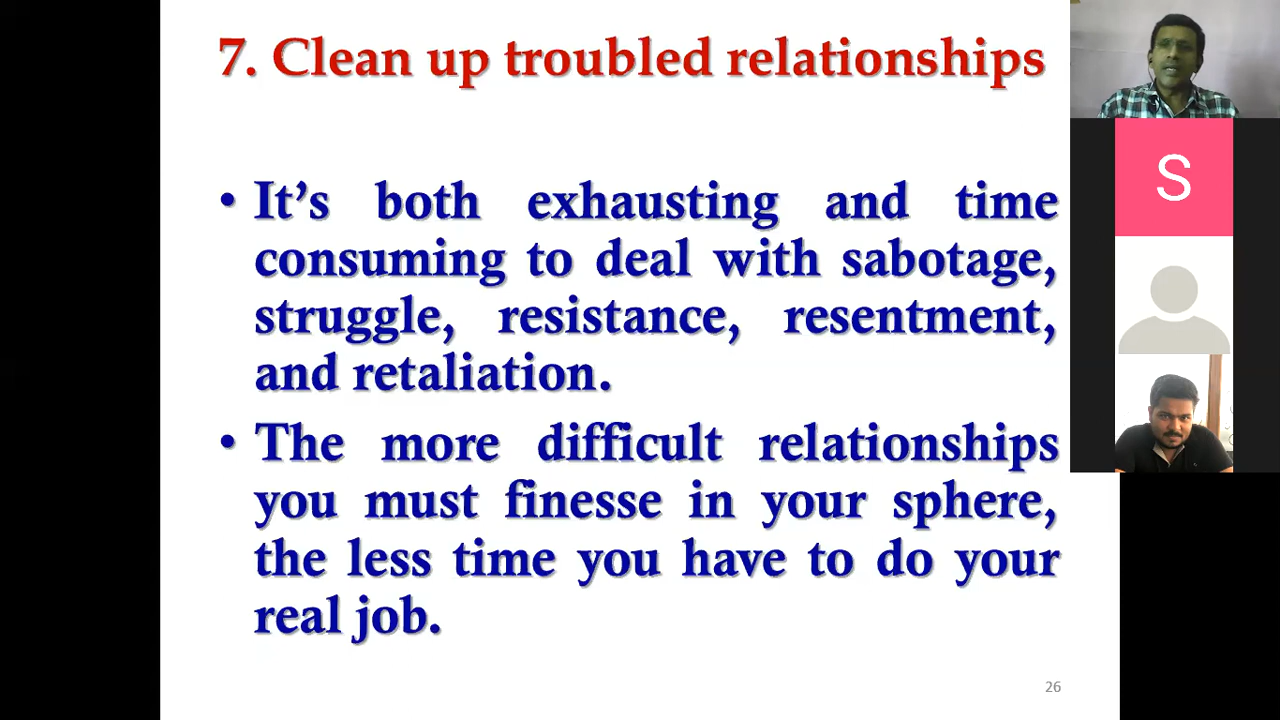 7. Clean up troubled relationships
• It’s both exhausting and time
consuming to deal with sabotage,
struggle, resistance, resentment,
and retaliation.
• The more difficult relationships
you must finesse in your sphere,
the less time you have to do your
real job.
26
S